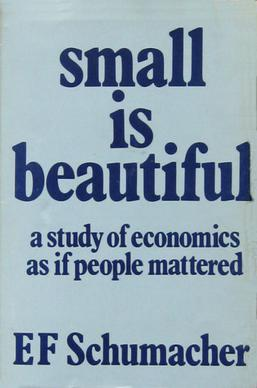 small
is
beautiful
a study of economics
as if people mattered
E F Schumacher